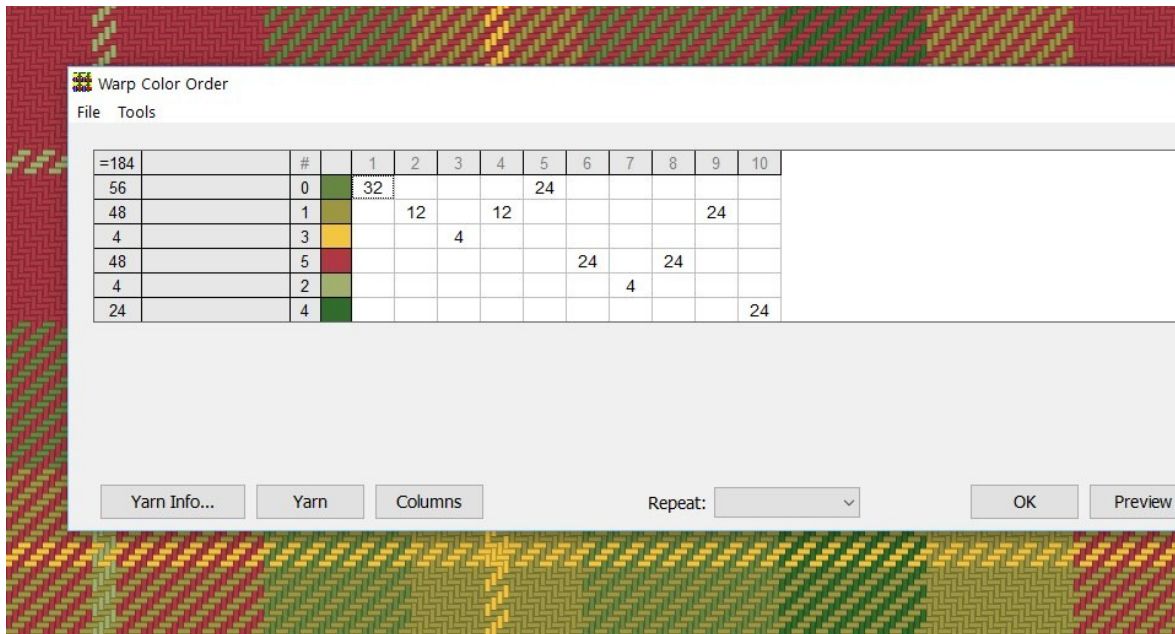 Warp Color Order
File Tools
=184 # 1 2 3 4 5 6 7 8 9 10
56 0 32 24
48 1 12 12 24
4 3 4
48 5 24 24
4 2 4
24 4 24
Yarn Info... Yarn Columns Repeat: OK Preview